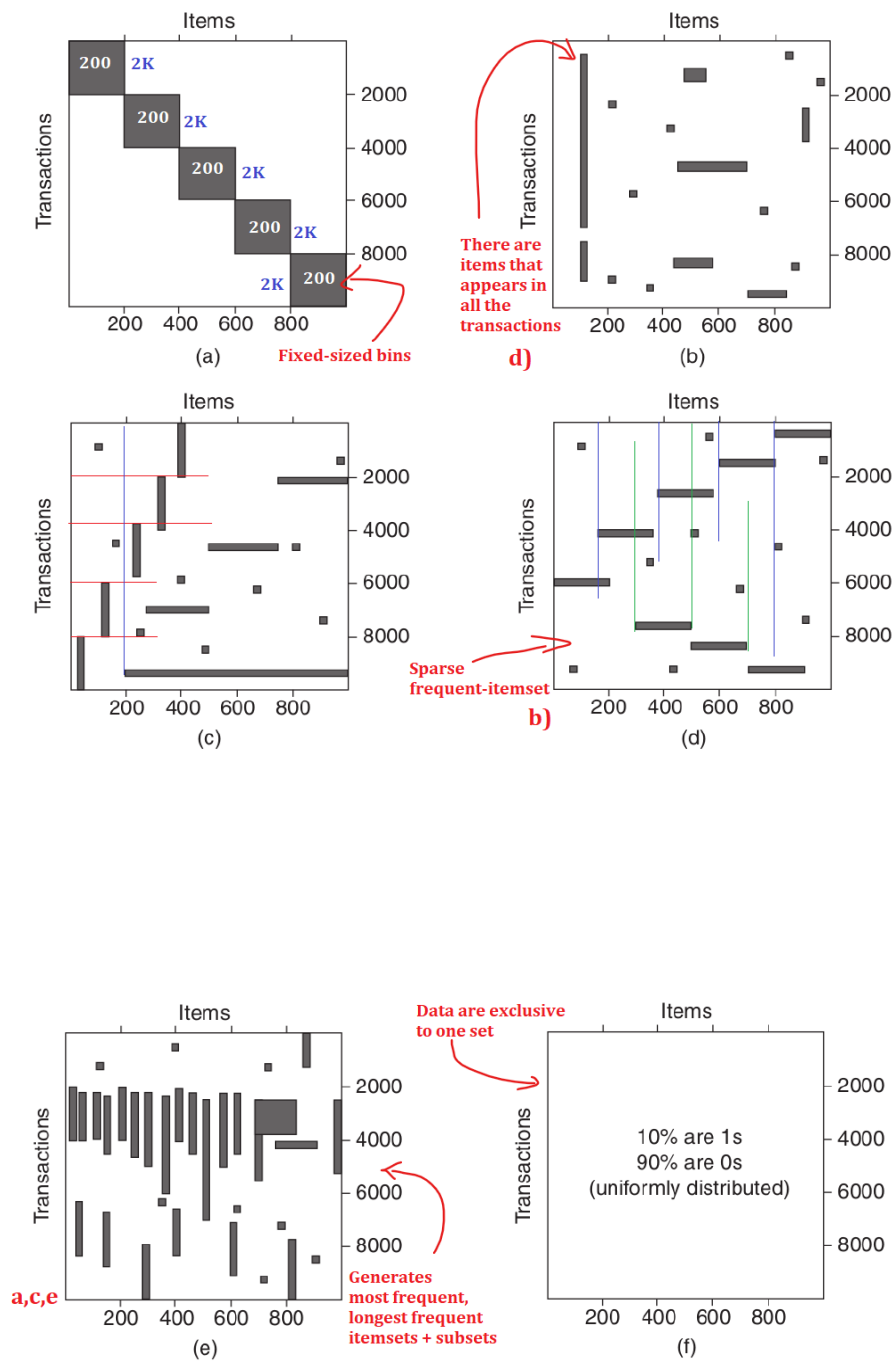 Items
Transactions
200 2K
200 2K
200 2K
200 2K
2K 200
2000
4000
6000
8000
200 400 600 800
(a)
Fixed-sized bins
Items
Transactions
2000
4000
6000
8000
200 400 600 800
(b)
There are
items that
appears in
all the
transactions
d)
Items
Transactions
2000
4000
6000
8000
200 400 600 800
(c)
Items
Transactions
2000
4000
6000
8000
200 400 600 800
(d)
Sparse
frequent-itemset
b)
Items
Transactions
2000
4000
6000
8000
200 400 600 800
(e)
a,c,e
Generates
most frequent,
longest frequent
itemsets + subsets
Data are exclusive
to one set
Items
Transactions
10% are 1s
90% are 0s
(uniformly distributed)
2000
4000
6000
8000
200 400 600 800
(f)